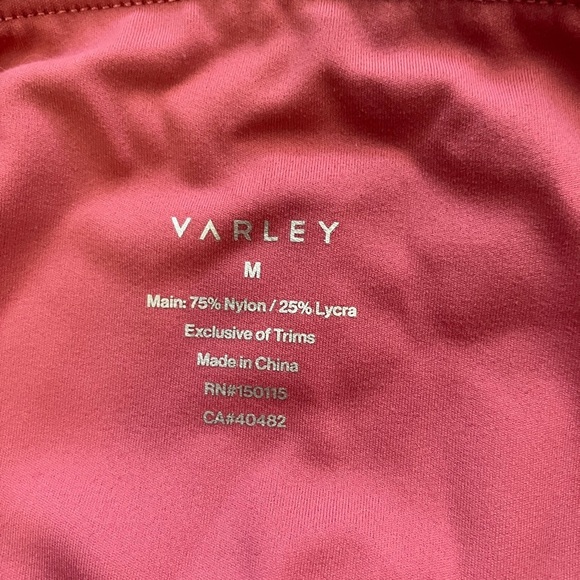 VARLEY
M
Main: 75% Nylon / 25% Lycra
Exclusive of Trims
Made in China
RN#150115
CA#40482